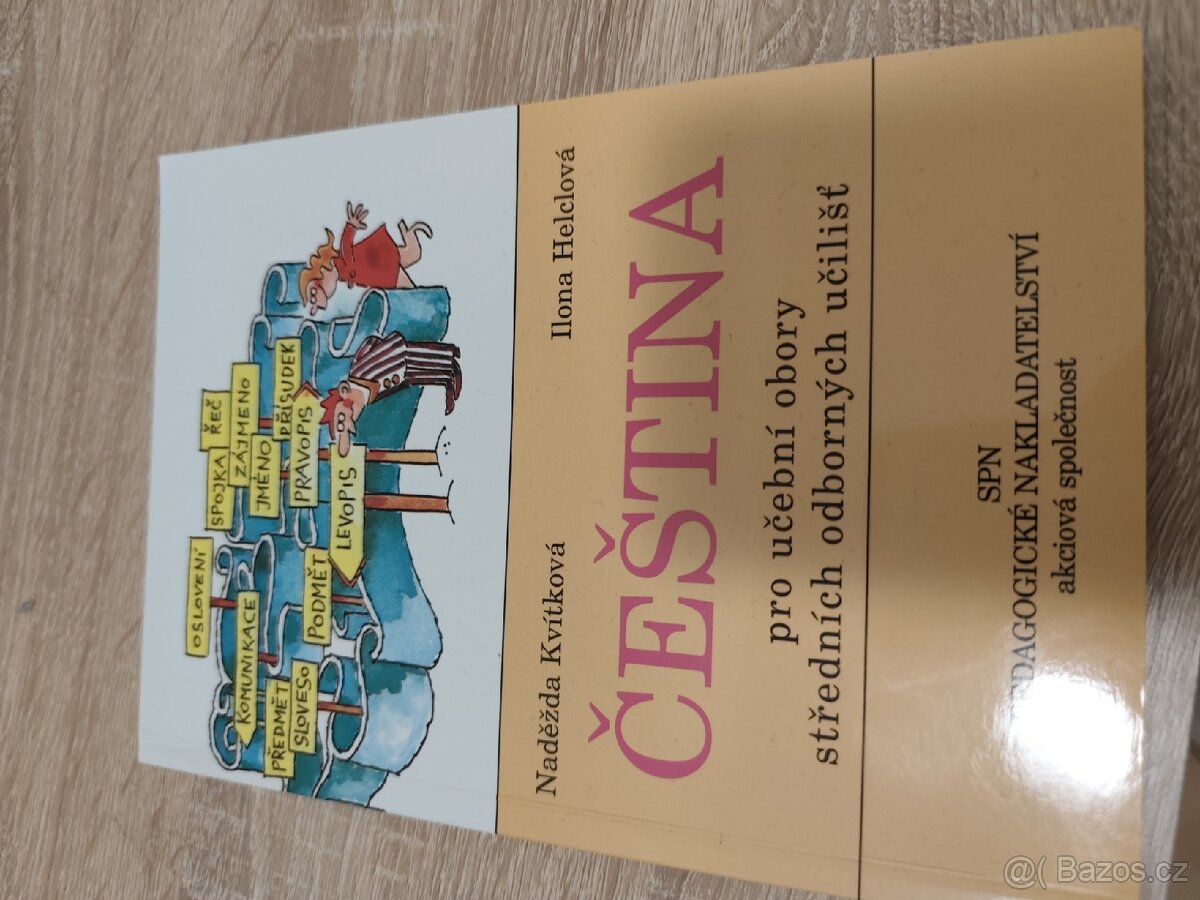 OSLOVENÍ
SPOJKA
ŘEČ
KOMUNIKACE
ZÁJMENO
JMÉNO
PŘEDMĚT
PŘÍSUDEK
SLOVESO
PODMĚT
PRAVOPIS
LEVOPIS
Naděžda Kvítková Ilona Helclová
ČEŠTINA
pro učební obory
středních odborných učilišť
SPN
PEDAGOGICKÉ NAKLADATELSTVÍ
akciová společnost
@( Bazos.cz